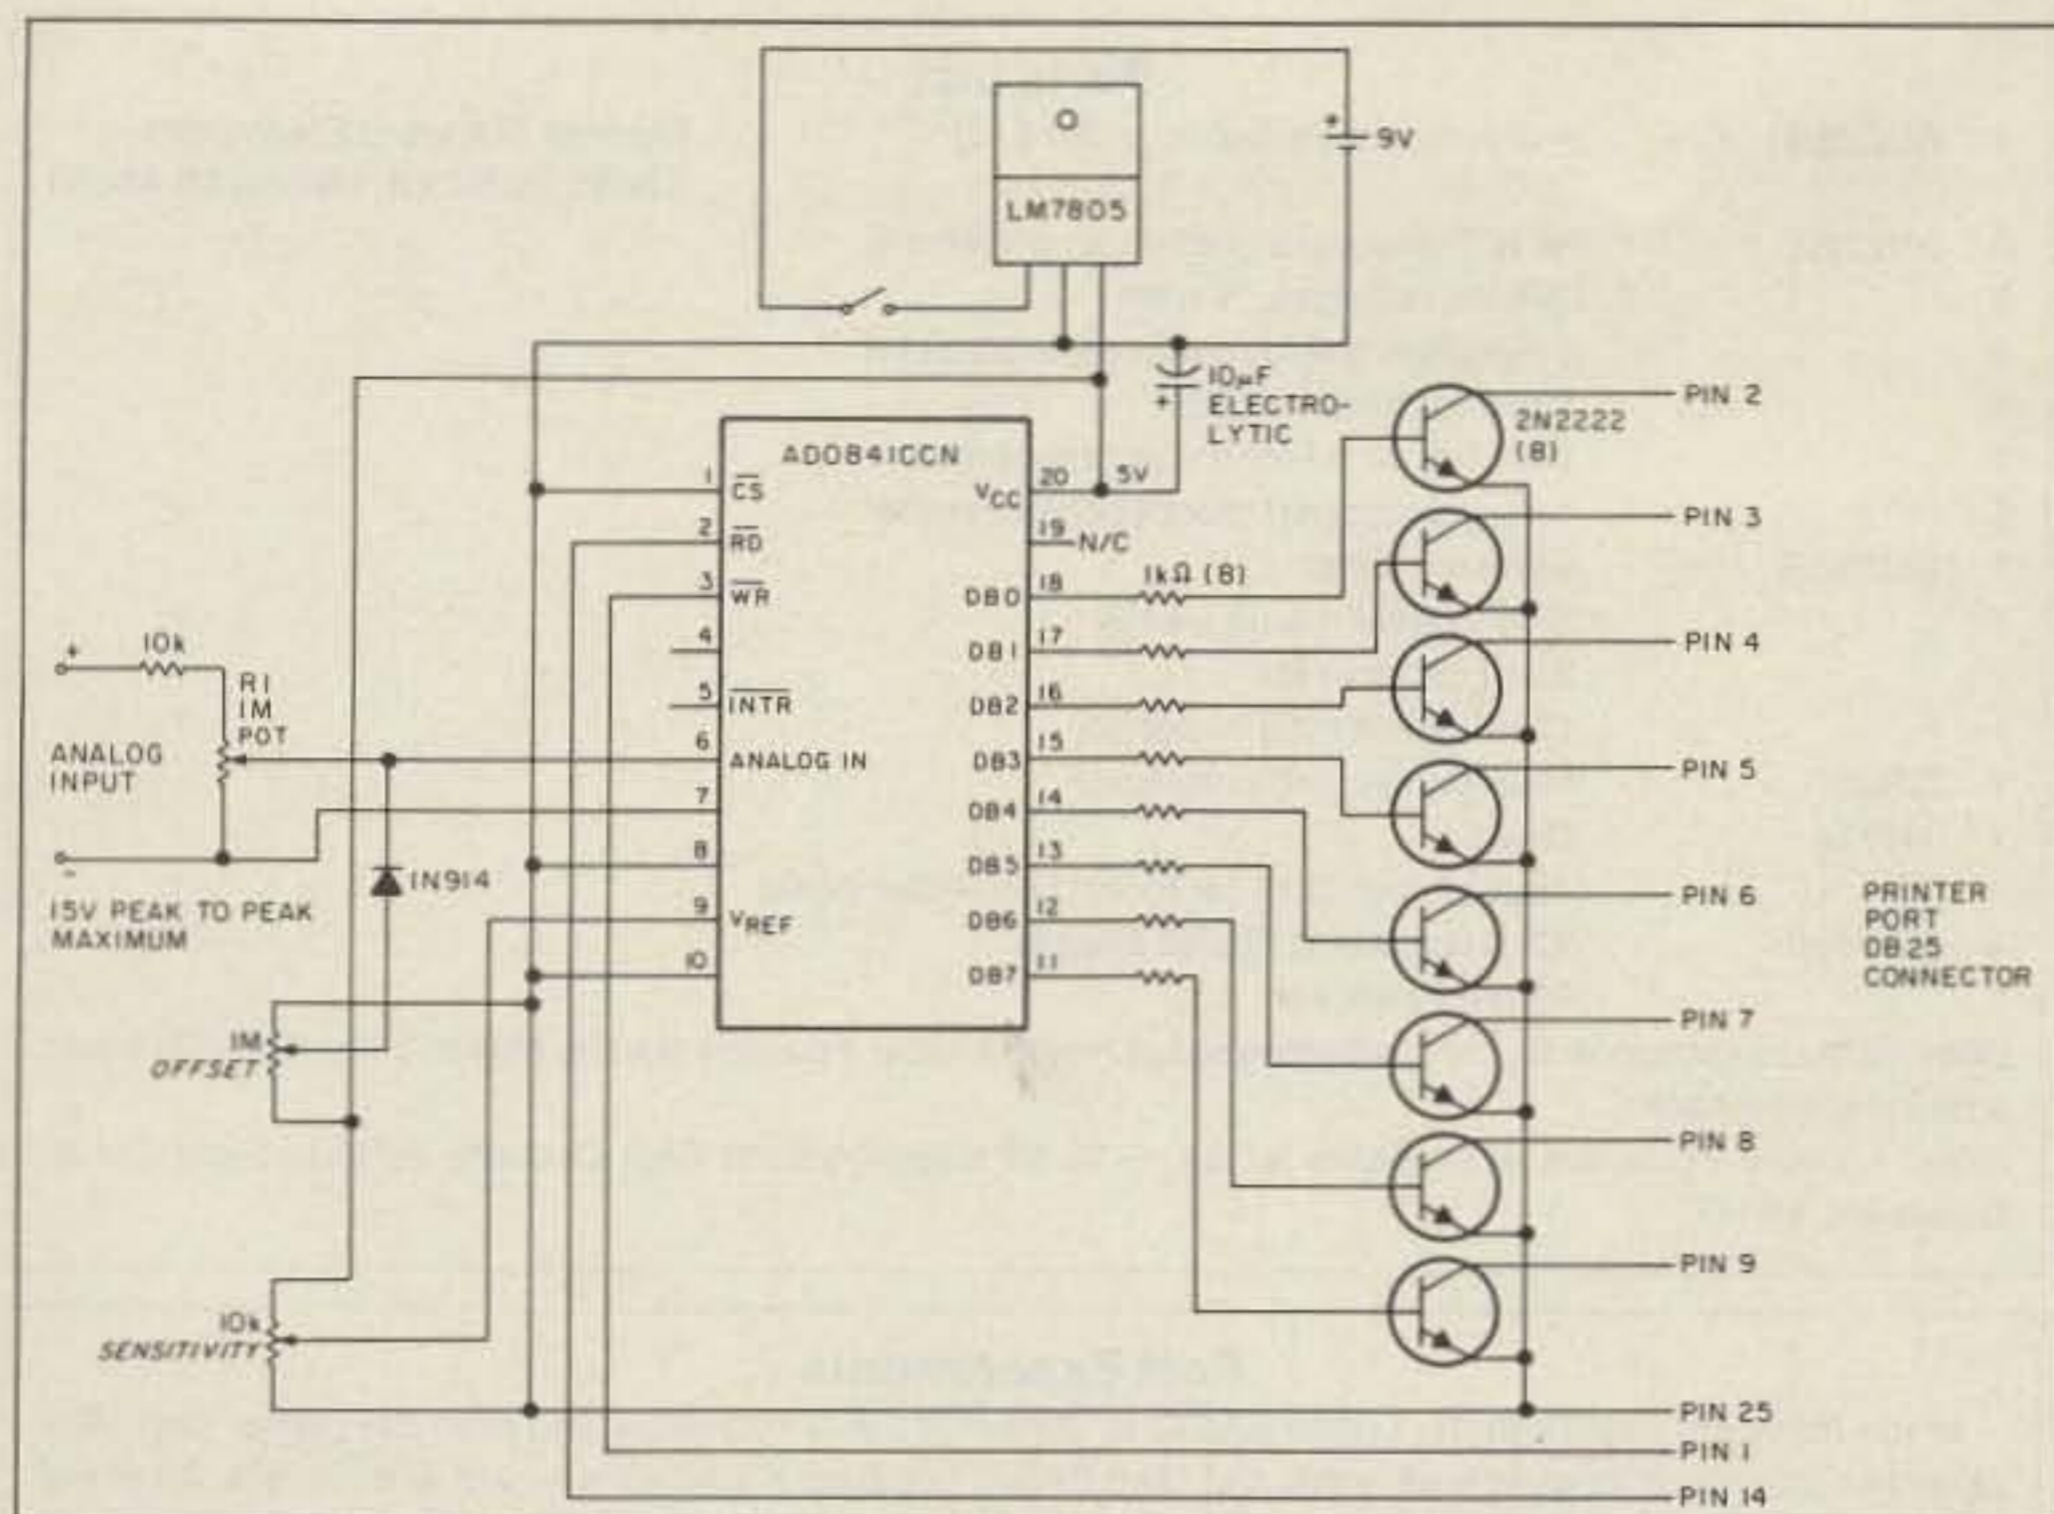 + 9V
O
LM7805
10µF
ELECTRO-
LYTIC
+
AD0841CCN
1 CS
2 RD
3 WR
4
5 INTR
6 ANALOG IN
7
8
9 VREF
10
VCC 20 5V
19 N/C
DB0 18 1kΩ (8)
DB1 17
DB2 16
DB3 15
DB4 14
DB5 13
DB6 12
DB7 11
2N2222
(8)
PIN 2
PIN 3
PIN 4
PIN 5
PIN 6
PIN 7
PIN 8
PIN 9
PIN 25
PIN 1
PIN 14
PRINTER
PORT
DB25
CONNECTOR
+ 10k
R1
1M
POT
ANALOG
INPUT
-
15V PEAK TO PEAK
MAXIMUM
1N914
1M
OFFSET
10k
SENSITIVITY